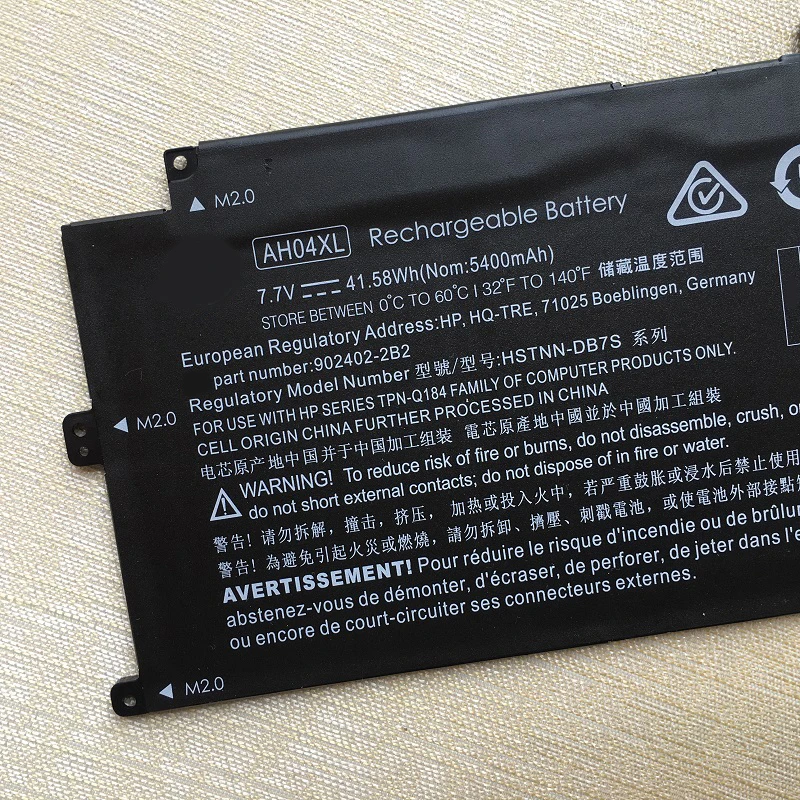 M2.0
AH04XL Rechargeable Battery
7.7V 41.58Wh(Nom:5400mAh)
STORE BETWEEN 0°C TO 60°C I 32°F TO 140°F 储藏温度范围
European Regulatory Address:HP, HQ-TRE, 71025 Boeblingen, Germany
part number:902402-2B2
Regulatory Model Number 型號/型号:HSTNN-DB7S 系列
M2.0
FOR USE WITH HP SERIES TPN-Q184 FAMILY OF COMPUTER PRODUCTS ONLY.
CELL ORIGIN CHINA FURTHER PROCESSED IN CHINA
电芯原产地中国并于中国加工组装 電芯原產地中國並於中國加工組裝
WARNING! To reduce risk of fire or burns, do not disassemble, crush, or
do not short external contacts; do not dispose of in fire or water.
警告! 请勿拆解, 撞击, 挤压, 加热或投入火中, 若严重鼓胀或浸水后禁止使用
警告! 為避免引起火災或燃燒, 請勿拆卸、擠壓、刺戳電池, 或使電池外部接點
AVERTISSEMENT! Pour réduire le risque d'incendie ou de brûlur
abstenez-vous de démonter, d'écraser, de perforer, de jeter dans l'e
ou encore de court-circuiter ses connecteurs externes.
M2.0